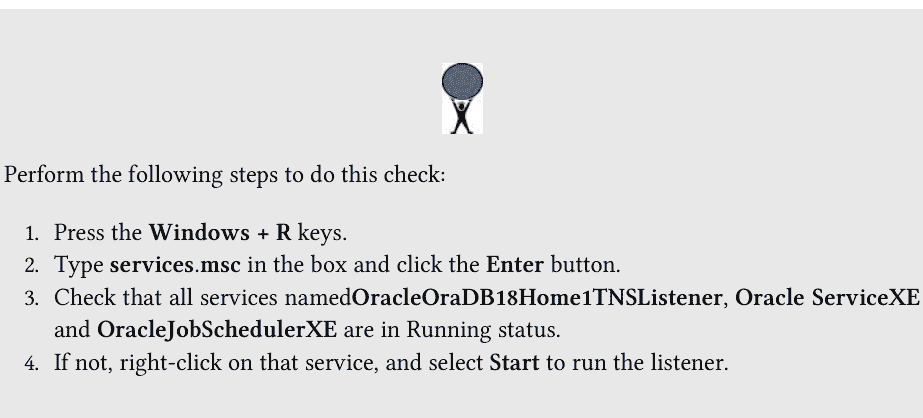 Perform the following steps to do this check:
1. Press the Windows + R keys.
2. Type services.msc in the box and click the Enter button.
3. Check that all services namedOracleOraDB18Home1TNSListener, Oracle ServiceXE
and OracleJobSchedulerXE are in Running status.
4. If not, right-click on that service, and select Start to run the listener.